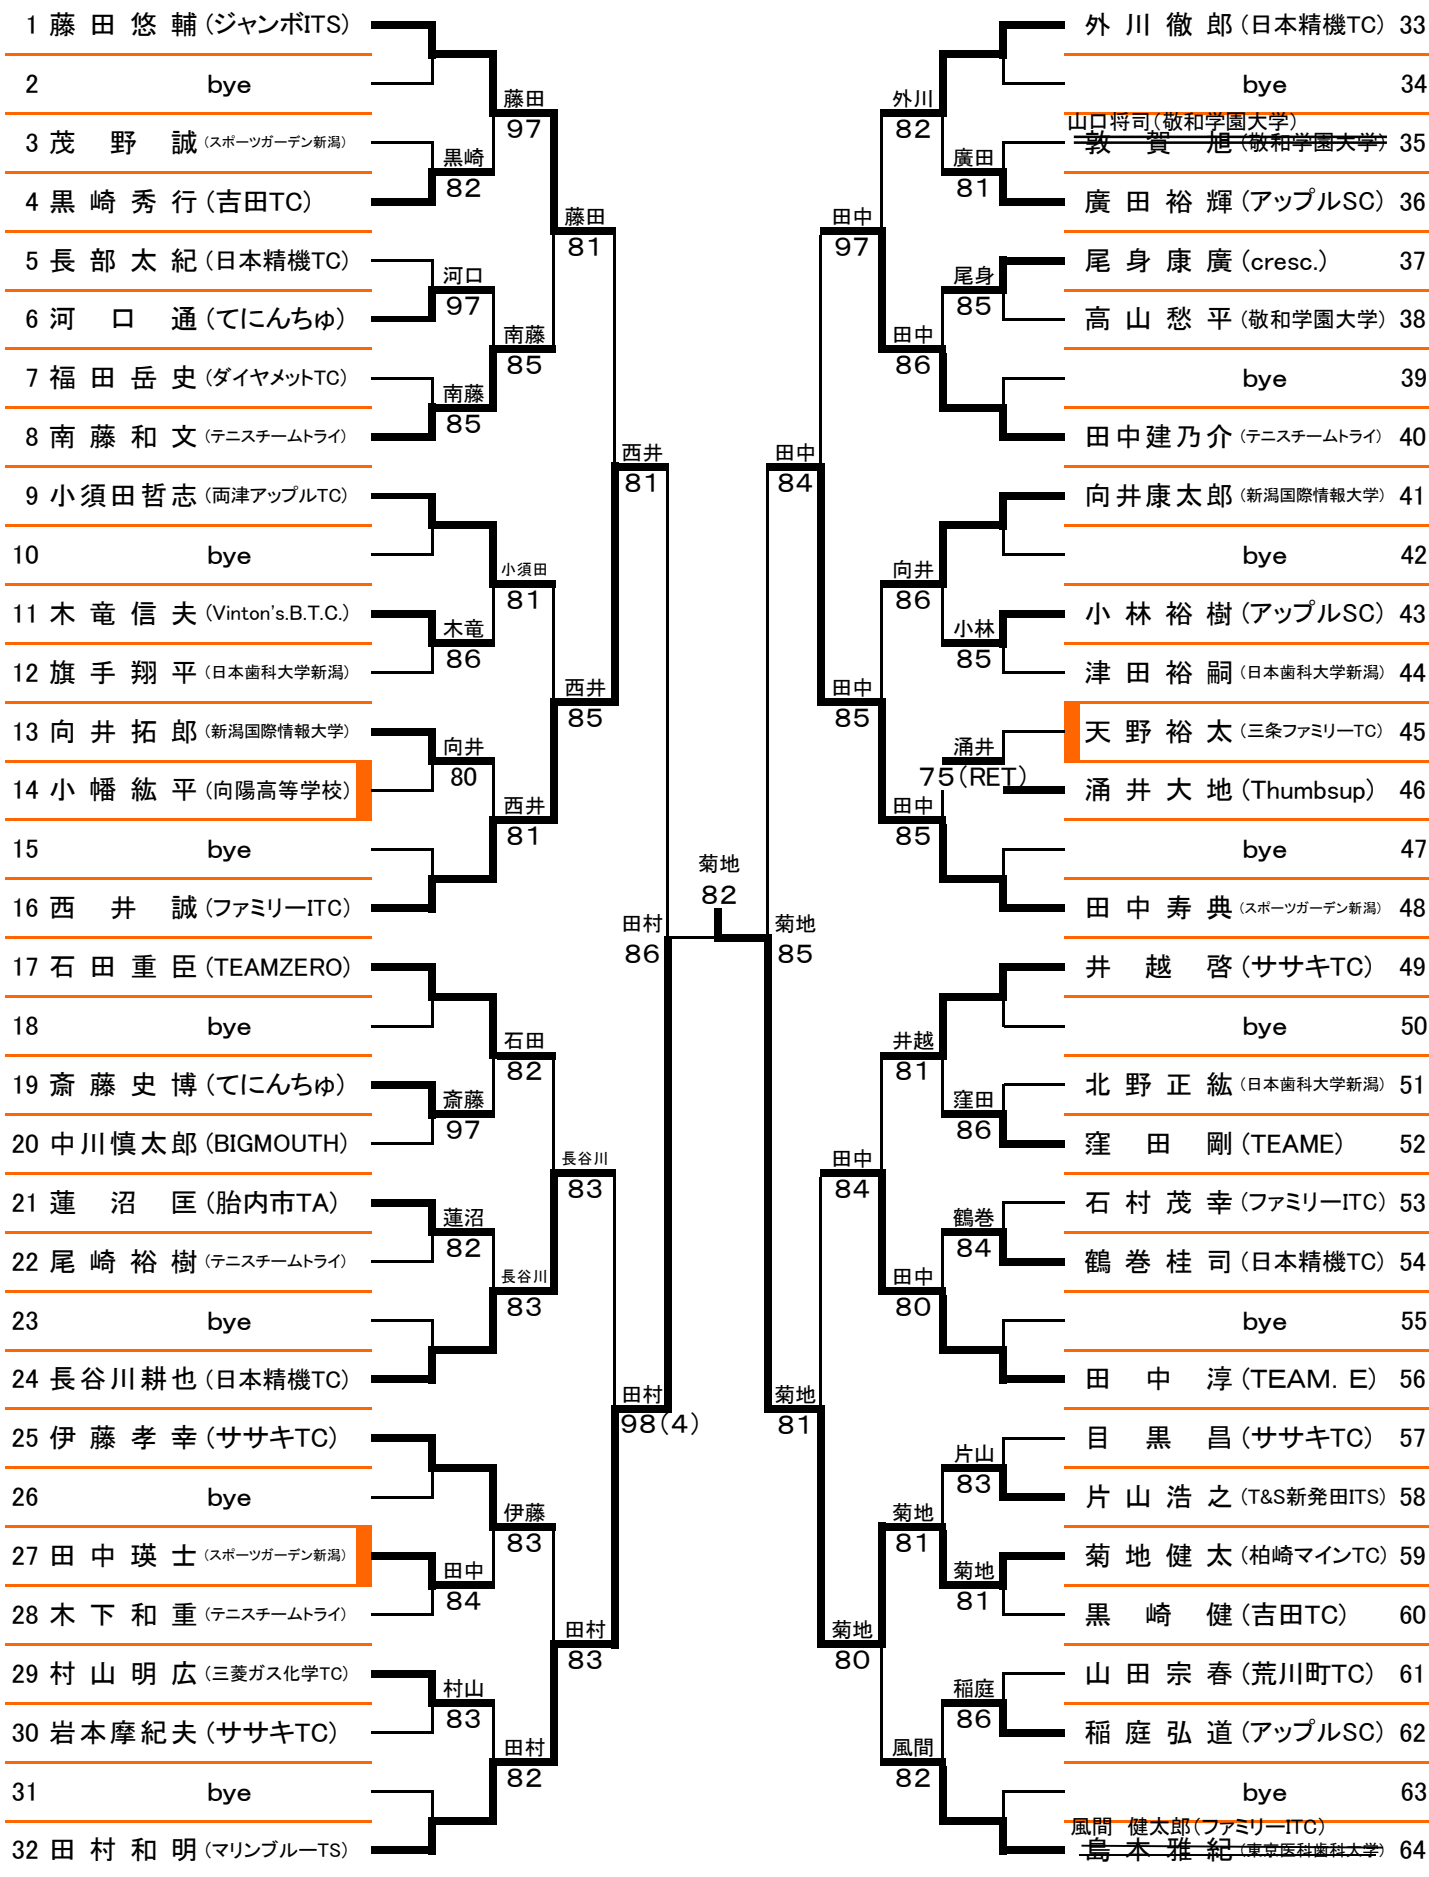 1 藤田悠輔 (ジャンボITS)
2 bye
3 茂野誠 (スポーツガーデン新潟)
4 黒崎秀行 (吉田TC)
5 長部太紀 (日本精機TC)
6 河口通 (てにんちゅ)
7 福田岳史 (ダイヤメットTC)
8 南藤和文 (テニスチームトライ)
9 小須田哲志 (両津アップルTC)
10 bye
11 木竜信夫 (Vinton's.B.T.C.)
12 旗手翔平 (日本歯科大学新潟)
13 向井拓郎 (新潟国際情報大学)
14 小幡紘平 (向陽高等学校)
15 bye
16 西井誠 (ファミリーITC)
17 石田重臣 (TEAMZERO)
18 bye
19 斎藤史博 (てにんちゅ)
20 中川慎太郎 (BIGMOUTH)
21 蓮沼匡 (胎内市TA)
22 尾崎裕樹 (テニスチームトライ)
23 bye
24 長谷川耕也 (日本精機TC)
25 伊藤孝幸 (ササキTC)
26 bye
27 田中瑛士 (スポーツガーデン新潟)
28 木下和重 (テニスチームトライ)
29 村山明広 (三菱ガス化学TC)
30 岩本摩紀夫 (ササキTC)
31 bye
32 田村和明 (マリンブルーTS)
黒崎
82
河口
97
南藤
85
木竜
86
向井
80
斎藤
97
蓮沼
82
田中
84
村山
83
藤田
97
南藤
85
小須田
81
西井
81
石田
82
長谷川
83
伊藤
83
田村
82
藤田
81
西井
85
長谷川
83
田村
83
西井
81
田村
98(4)
田村
86
菊地
82
菊地
85
田中
84
菊地
81
田中
97
田中
85
田中
84
菊地
80
外川
82
田中
86
向井
86
田中
85
井越
81
田中
80
菊地
81
風間
82
廣田
81
尾身
85
小林
85
涌井
75(RET)
窪田
86
鶴巻
84
片山
83
菊地
81
稲庭
86
外川徹郎 (日本精機TC) 33
bye 34
山口将司(敬和学園大学)
敦賀旭 (敬和学園大学) 35
廣田裕輝 (アップルSC) 36
尾身康廣 (cresc.) 37
高山愁平 (敬和学園大学) 38
bye 39
田中建乃介 (テニスチームトライ) 40
向井康太郎 (新潟国際情報大学) 41
bye 42
小林裕樹 (アップルSC) 43
津田裕嗣 (日本歯科大学新潟) 44
天野裕太 (三条ファミリーTC) 45
涌井大地 (Thumbsup) 46
bye 47
田中寿典 (スポーツガーデン新潟) 48
井越啓 (ササキTC) 49
bye 50
北野正紘 (日本歯科大学新潟) 51
窪田剛 (TEAME) 52
石村茂幸 (ファミリーITC) 53
鶴巻桂司 (日本精機TC) 54
bye 55
田中淳 (TEAM. E) 56
目黒昌 (ササキTC) 57
片山浩之 (T&S新発田ITS) 58
菊地健太 (柏崎マインTC) 59
黒崎健 (吉田TC) 60
山田宗春 (荒川町TC) 61
稲庭弘道 (アップルSC) 62
bye 63
風間 健太郎(ファミリーITC)
島本雅紀 (東京医科歯科大学) 64